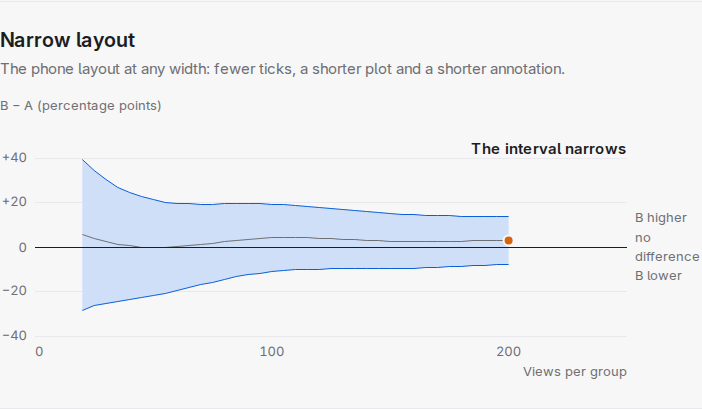 Narrow layout
The phone layout at any width: fewer ticks, a shorter plot and a shorter annotation.
B − A (percentage points)
The interval narrows
+40
+20
0
−20
−40
B higher
no
difference
B lower
0
100
200
Views per group